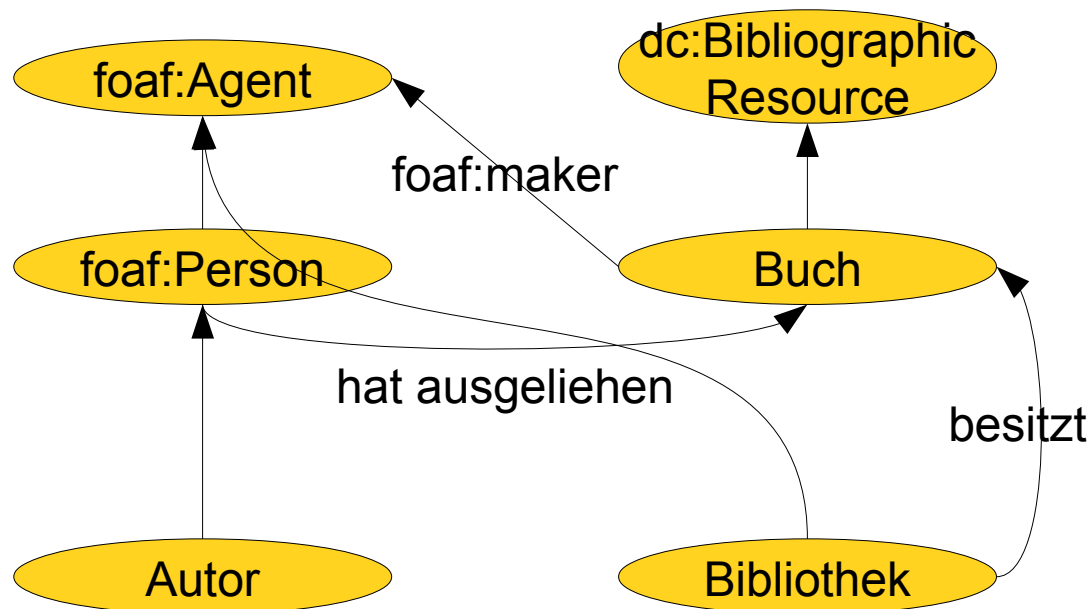 foaf:Agent
dc:Bibliographic
Resource
foaf:maker
foaf:Person
Buch
hat ausgeliehen
besitzt
Autor
Bibliothek